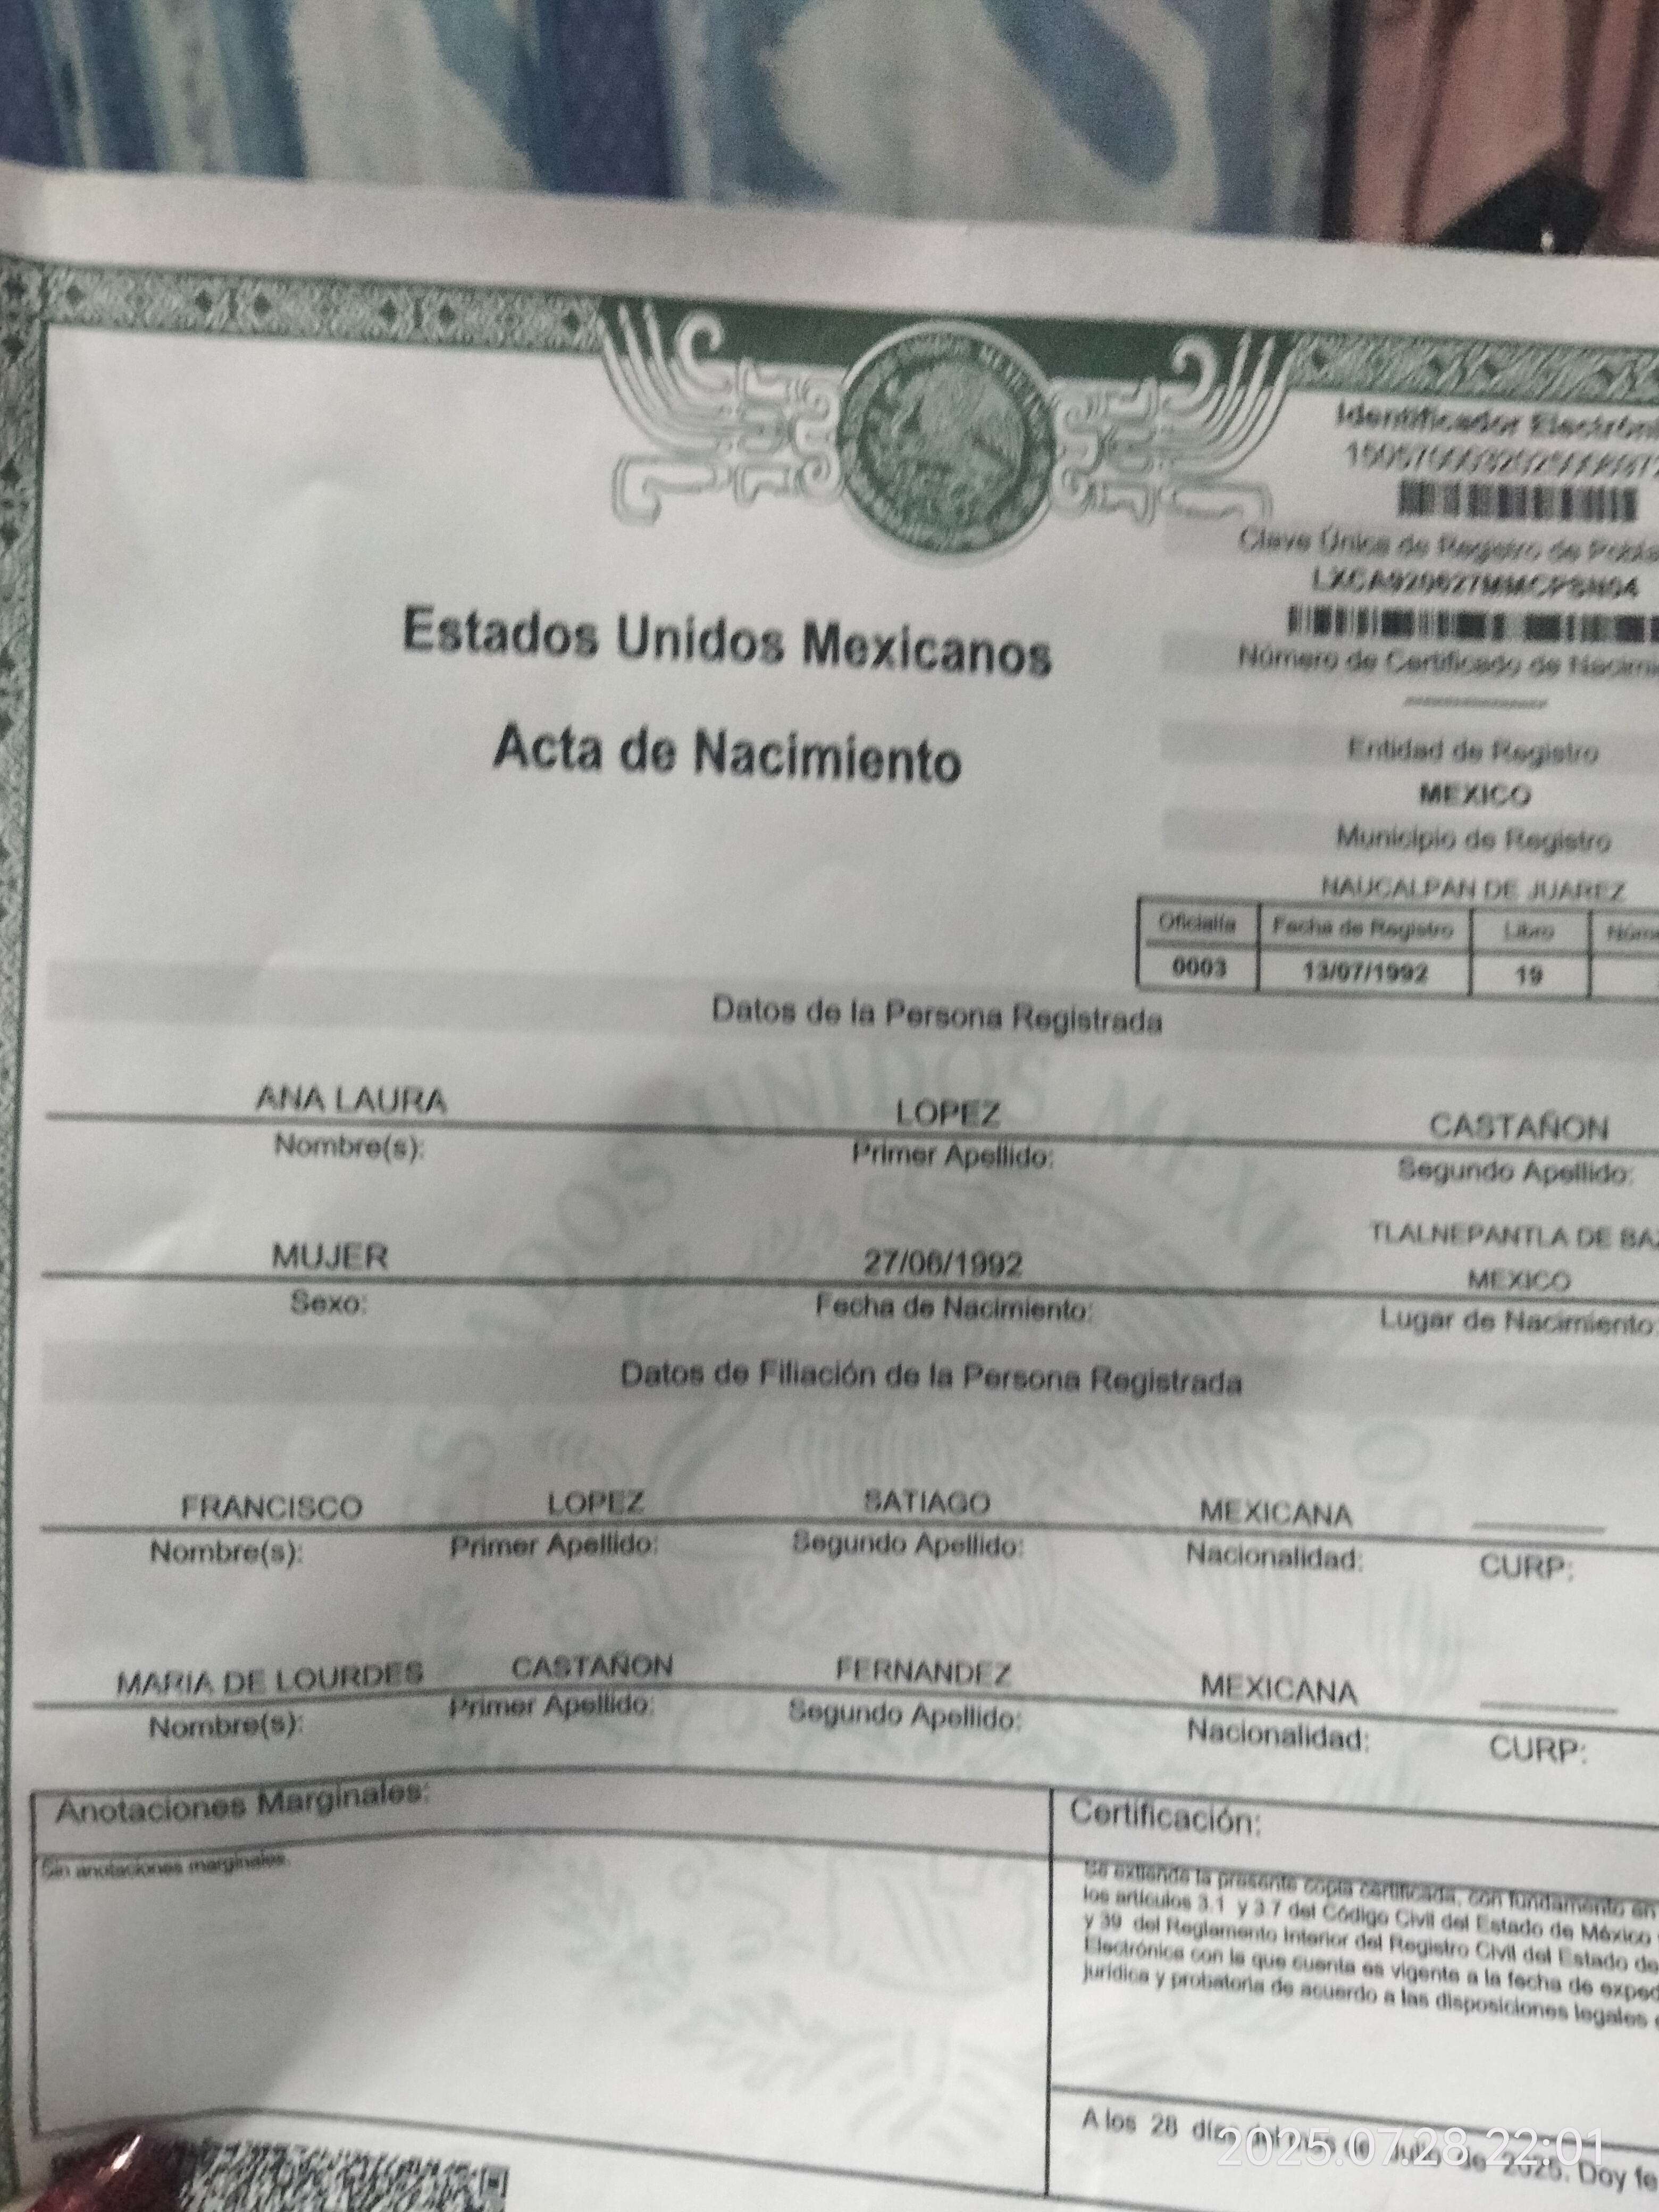 Identificador
Clave Única de Registro de
Número de Certificado de
Estados Unidos Mexicanos
Acta de Nacimiento
Entidad de Registro
MEXICO
Municipio de Registro
NAUCALPAN DE JUAREZ
Oficialía Fecha de Registro Libro
0003 13/07/1992 19
Datos de la Persona Registrada
ANA LAURA LOPEZ CASTAÑON
Nombre(s): Primer Apellido: Segundo Apellido:
TLALNEPANTLA DE
MUJER 27/06/1992 MEXICO
Sexo: Fecha de Nacimiento: Lugar de Nacimiento:
Datos de Filiación de la Persona Registrada
FRANCISCO LOPEZ SATIAGO MEXICANA
Nombre(s): Primer Apellido: Segundo Apellido: Nacionalidad: CURP:
MARIA DE LOURDES CASTAÑON FERNANDEZ MEXICANA
Nombre(s): Primer Apellido: Segundo Apellido: Nacionalidad: CURP:
Anotaciones Marginales: Certificación:
Sin anotaciones marginales.
Se extiende la presente copia certificada, con fundamento en
los artículos 3.1 y 3.7 del Código Civil del Estado de México
y 39 del Reglamento Interior del Registro Civil del Estado de
Electrónica con la que cuenta es vigente a la fecha de
jurídica y probatoria de acuerdo a las disposiciones legales
A los 28 de Julio de 2025. Doy fe
2025.07.28 22:01